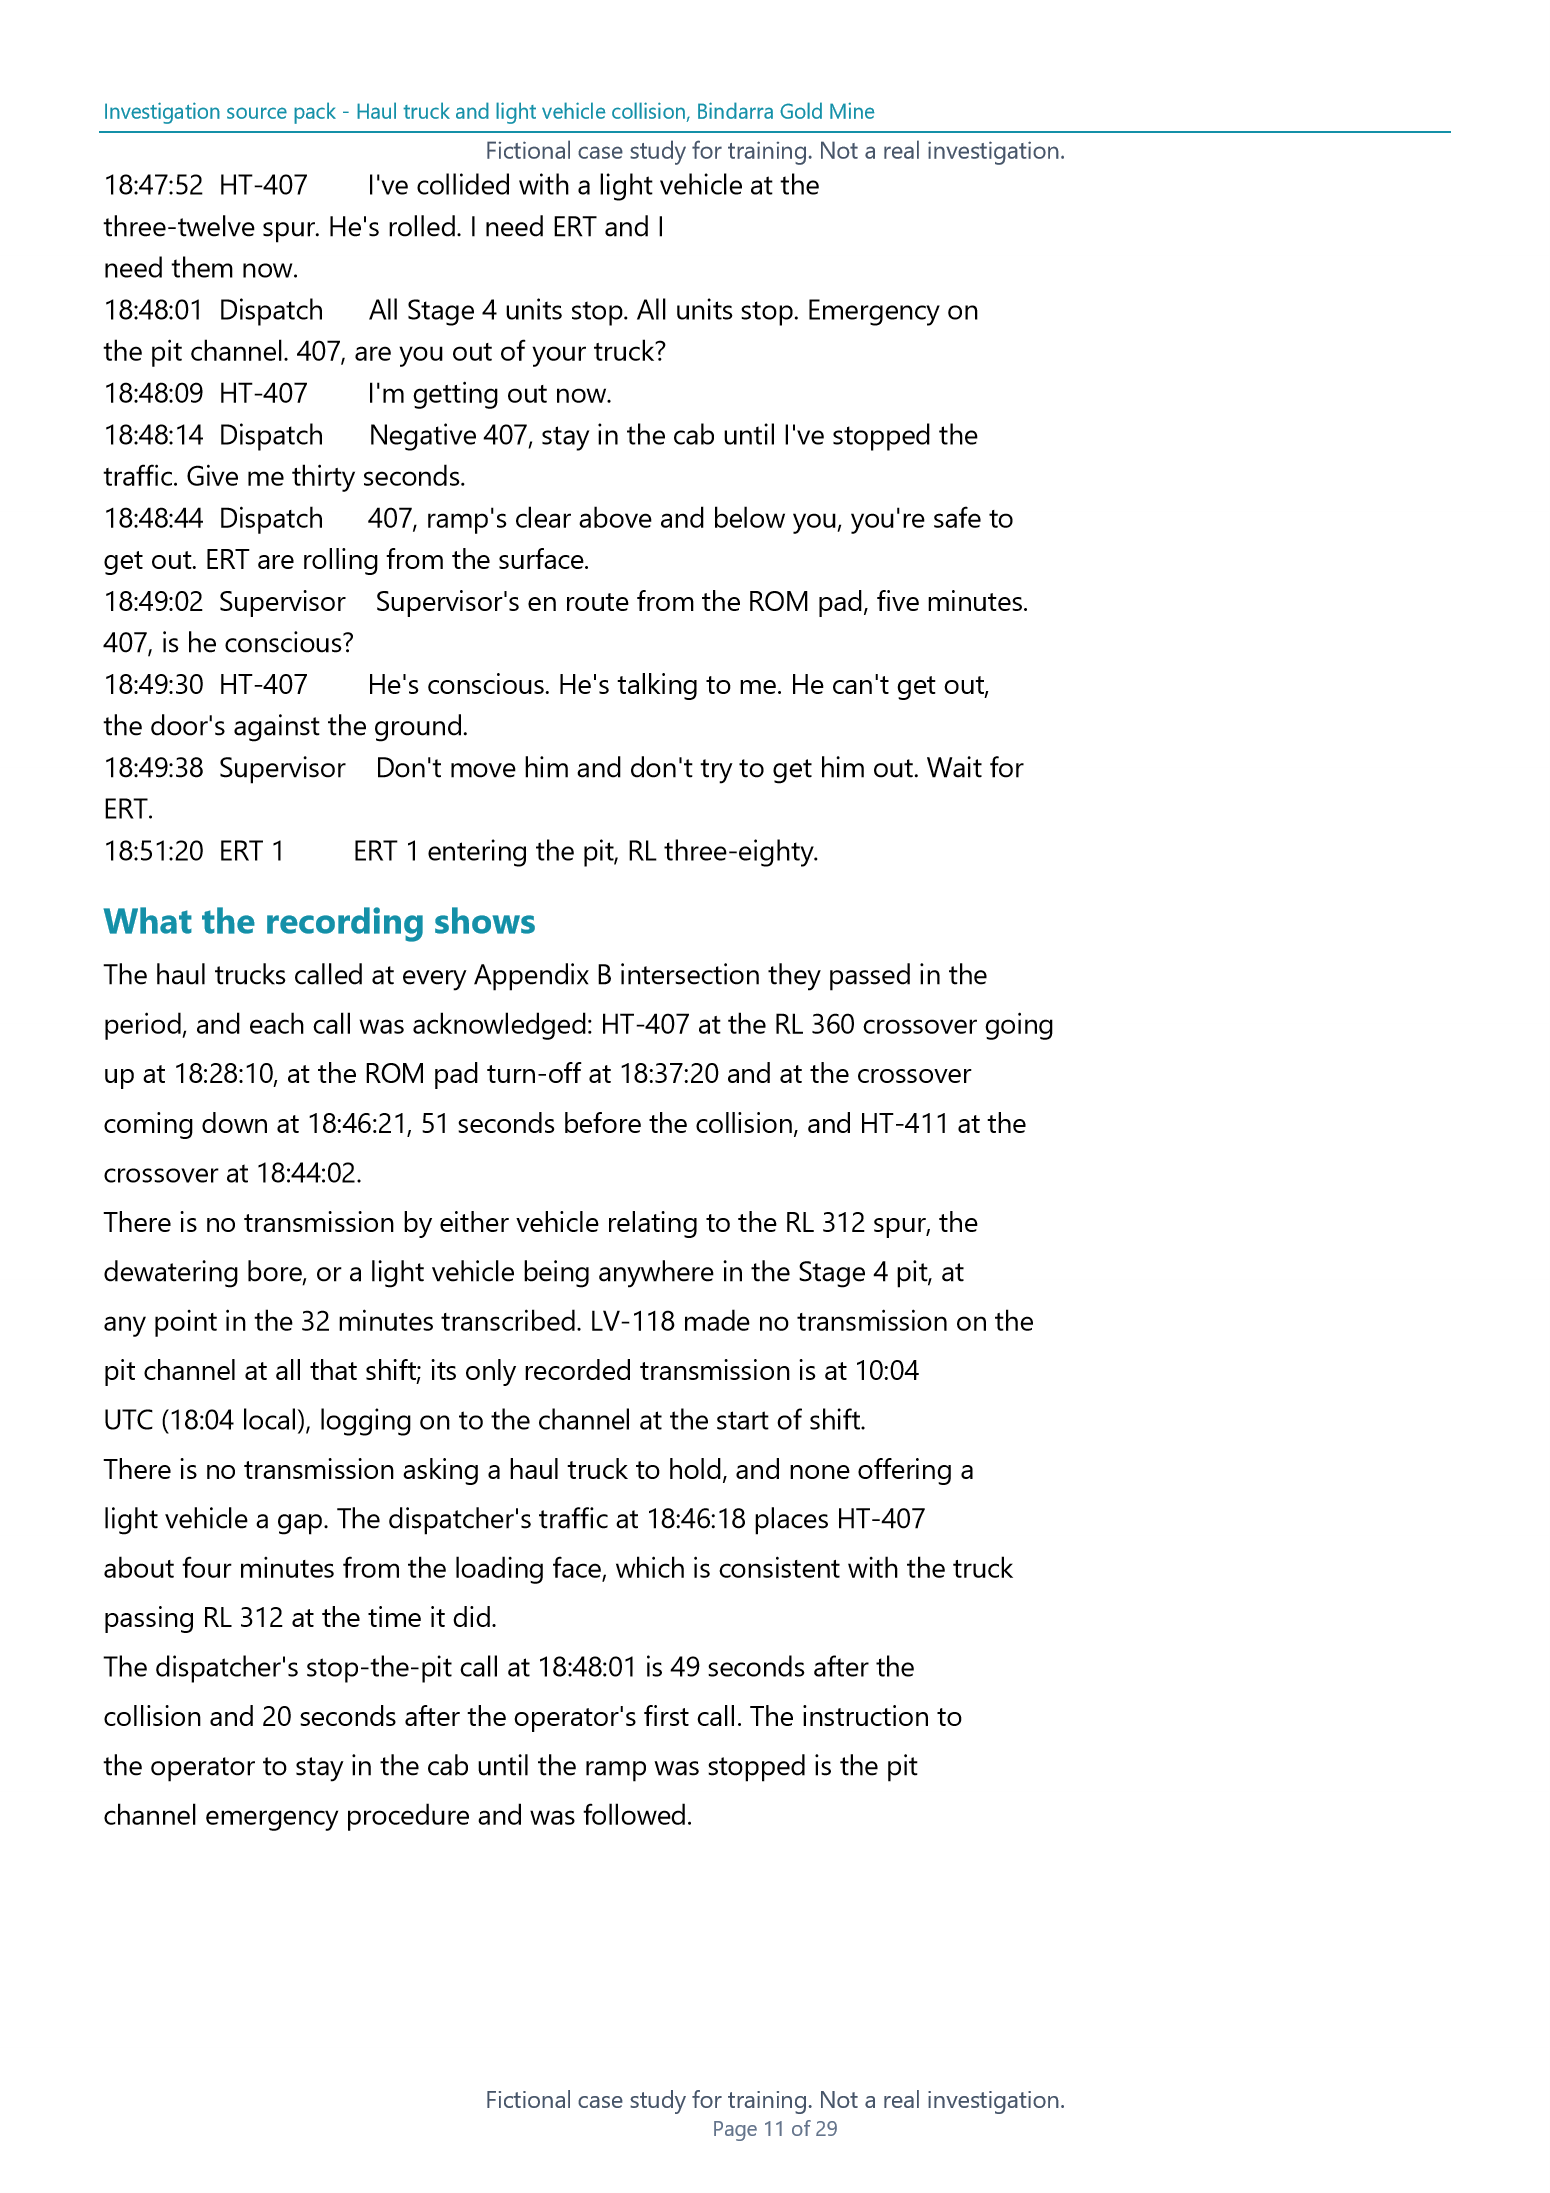 Investigation source pack - Haul truck and light vehicle collision, Bindarra Gold Mine
Fictional case study for training. Not a real investigation.
18:47:52 HT-407 I've collided with a light vehicle at the
three-twelve spur. He's rolled. I need ERT and I
need them now.
18:48:01 Dispatch All Stage 4 units stop. All units stop. Emergency on
the pit channel. 407, are you out of your truck?
18:48:09 HT-407 I'm getting out now.
18:48:14 Dispatch Negative 407, stay in the cab until I've stopped the
traffic. Give me thirty seconds.
18:48:44 Dispatch 407, ramp's clear above and below you, you're safe to
get out. ERT are rolling from the surface.
18:49:02 Supervisor Supervisor's en route from the ROM pad, five minutes.
407, is he conscious?
18:49:30 HT-407 He's conscious. He's talking to me. He can't get out,
the door's against the ground.
18:49:38 Supervisor Don't move him and don't try to get him out. Wait for
ERT.
18:51:20 ERT 1 ERT 1 entering the pit, RL three-eighty.
What the recording shows
The haul trucks called at every Appendix B intersection they passed in the
period, and each call was acknowledged: HT-407 at the RL 360 crossover going
up at 18:28:10, at the ROM pad turn-off at 18:37:20 and at the crossover
coming down at 18:46:21, 51 seconds before the collision, and HT-411 at the
crossover at 18:44:02.
There is no transmission by either vehicle relating to the RL 312 spur, the
dewatering bore, or a light vehicle being anywhere in the Stage 4 pit, at
any point in the 32 minutes transcribed. LV-118 made no transmission on the
pit channel at all that shift; its only recorded transmission is at 10:04
UTC (18:04 local), logging on to the channel at the start of shift.
There is no transmission asking a haul truck to hold, and none offering a
light vehicle a gap. The dispatcher's traffic at 18:46:18 places HT-407
about four minutes from the loading face, which is consistent with the truck
passing RL 312 at the time it did.
The dispatcher's stop-the-pit call at 18:48:01 is 49 seconds after the
collision and 20 seconds after the operator's first call. The instruction to
the operator to stay in the cab until the ramp was stopped is the pit
channel emergency procedure and was followed.
Fictional case study for training. Not a real investigation.
Page 11 of 29